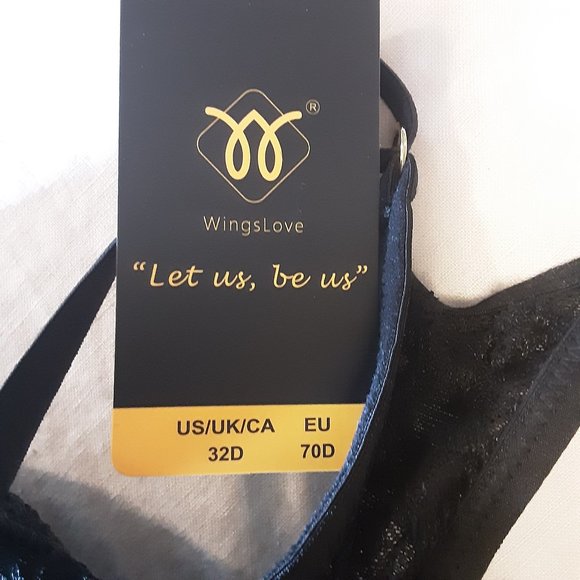 ®
WingsLove
“Let us, be us”
US/UK/CA EU
32D 70D